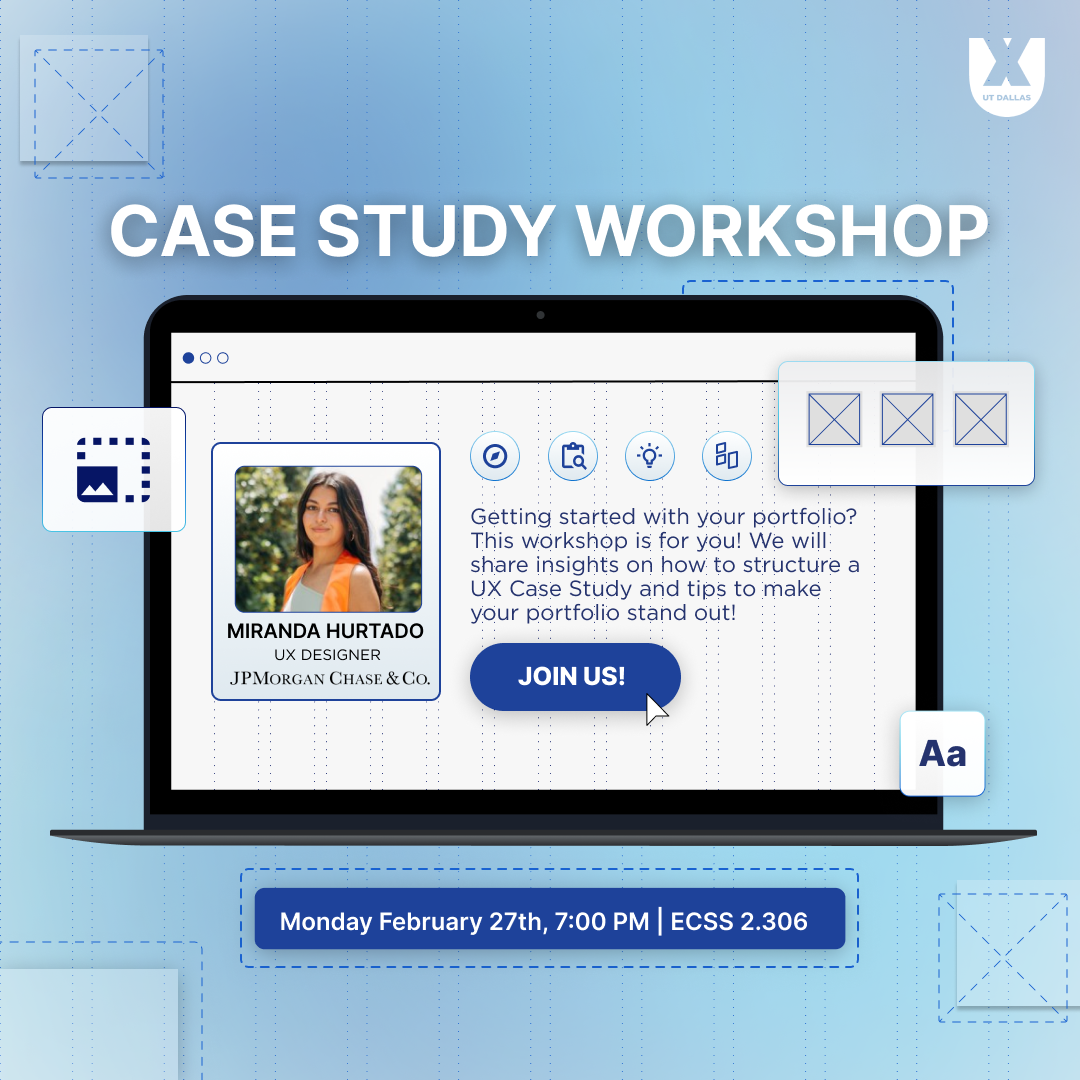 UX
UT DALLAS
CASE STUDY WORKSHOP
Getting started with your portfolio?
This workshop is for you! We will
share insights on how to structure a
UX Case Study and tips to make
your portfolio stand out!
MIRANDA HURTADO
UX DESIGNER
JPMORGAN CHASE & CO.
JOIN US!
Aa
Monday February 27th, 7:00 PM | ECSS 2.306